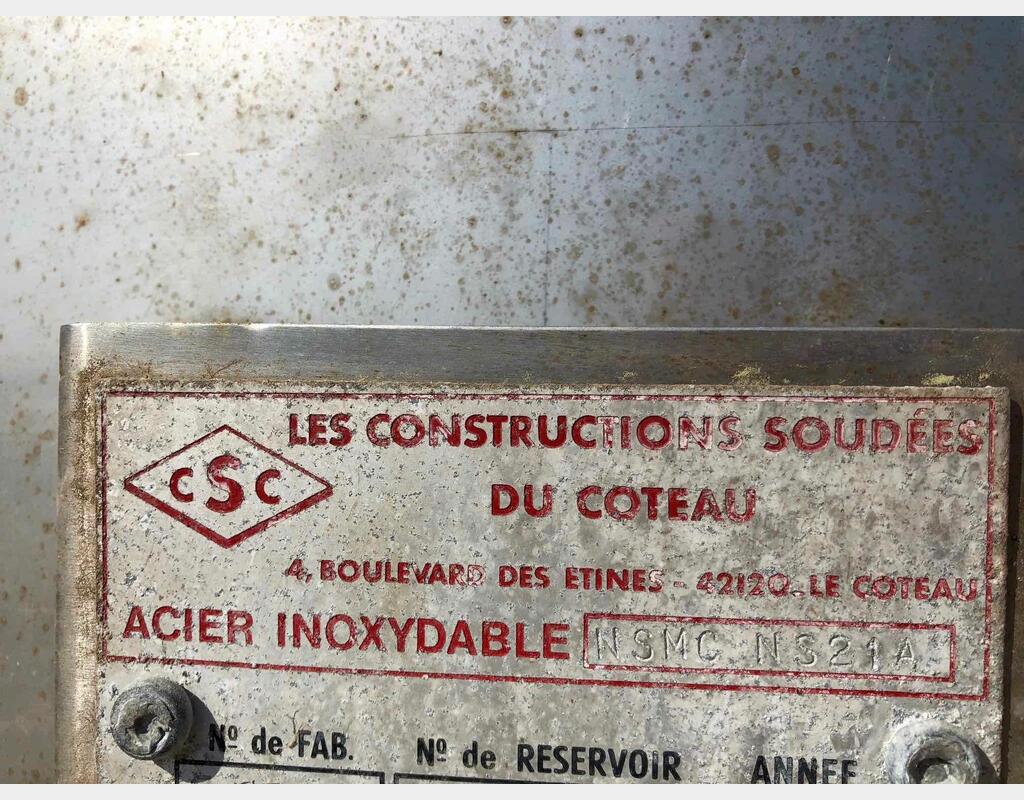 CSC
LES CONSTRUCTIONS SOUDÉES
DU COTEAU
4, BOULEVARD DES ETINES - 42120 - LE COTEAU
ACIER INOXYDABLE NSMC NS21A
Nº de FAB. Nº de RESERVOIR ANNEE